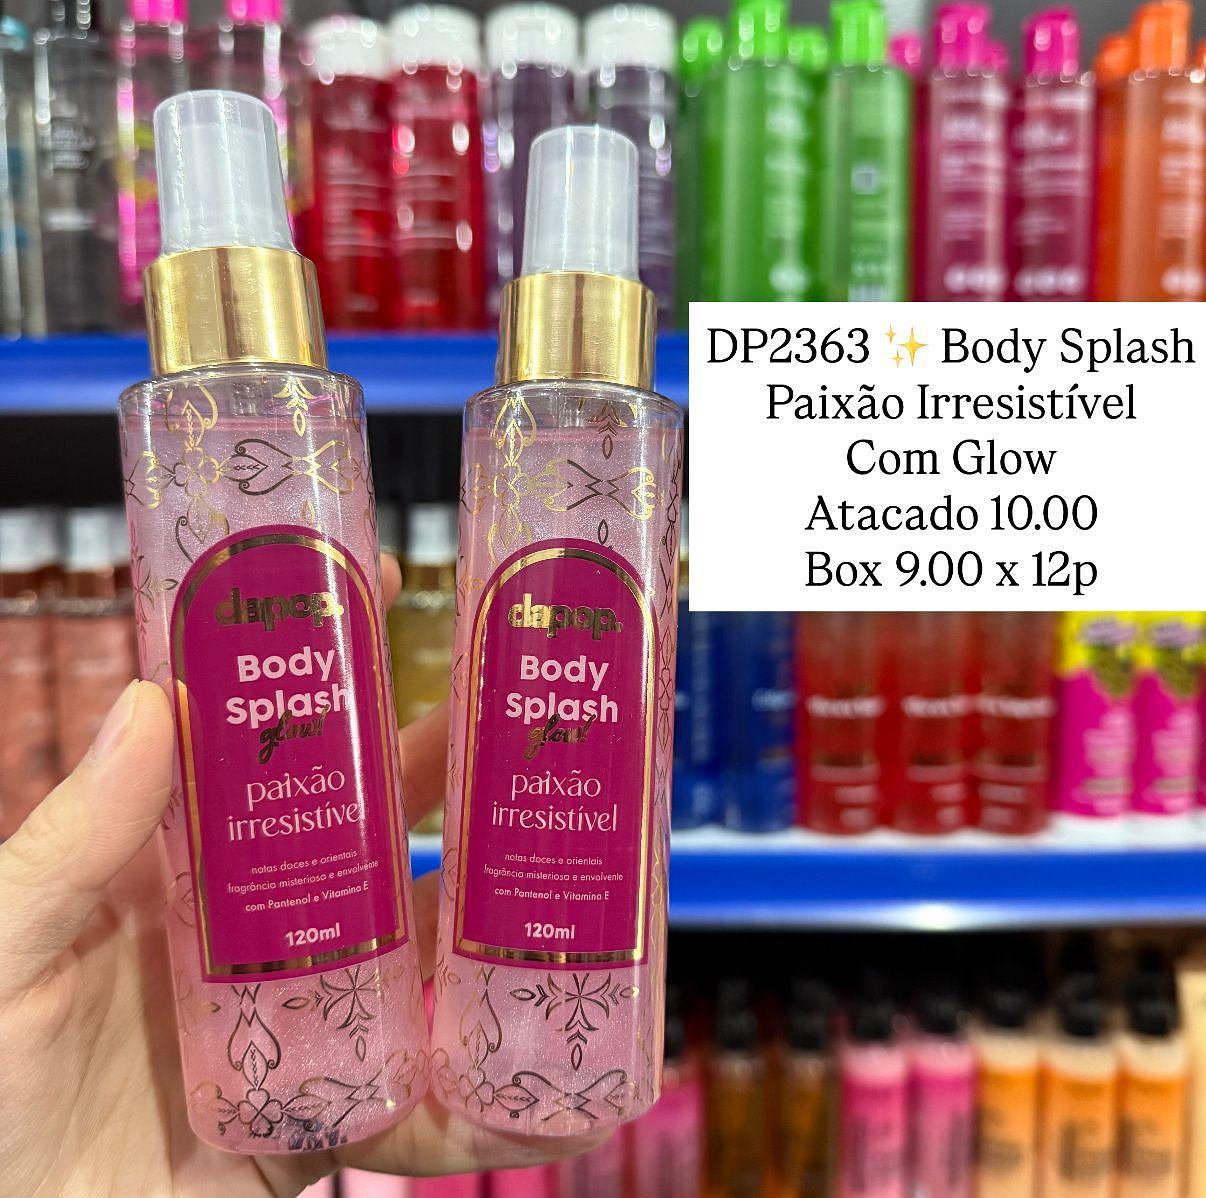 DP2363 ✨ Body Splash
Paixão Irresistível
Com Glow
Atacado 10.00
Box 9.00 x 12p
dapop.
Body
Splash
glow!
paixão
irresistível
notas doces e orientais
fragrância misteriosa e envolvente
com Pantenol e Vitamina E
120ml
dapop.
Body
Splash
glow!
paixão
irresistível
notas doces e orientais
fragrância misteriosa e envolvente
com Pantenol e Vitamina E
120ml